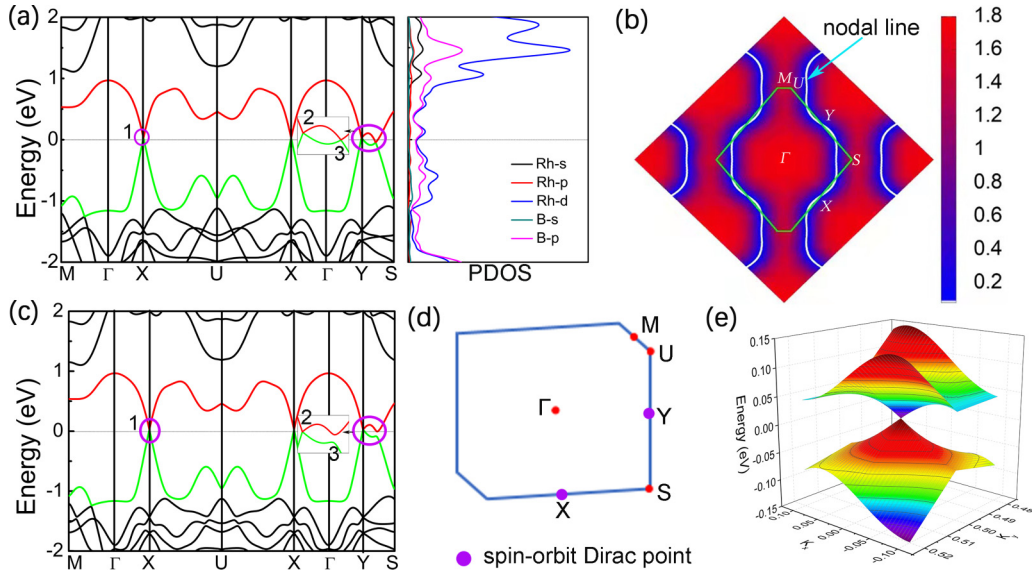 (a)
2
1
0
-1
-2
Energy (eV)
1
2
3
M Γ X U X Γ Y S
Rh-s
Rh-p
Rh-d
B-s
B-p
PDOS
(b)
nodal line
M U
Y
Γ
S
X
1.8
1.6
1.4
1.2
1.0
0.8
0.6
0.4
0.2
(c)
2
1
0
-1
-2
Energy (eV)
1
2
3
M Γ X U X Γ Y S
(d)
M
U
Γ
Y
S
X
spin-orbit Dirac point
(e)
0.15
0.10
0.05
0.00
-0.05
-0.10
-0.15
Energy (eV)
0.10
0.05
0.00
-0.05
-0.10
0.52
0.51
0.50
0.49
0.48